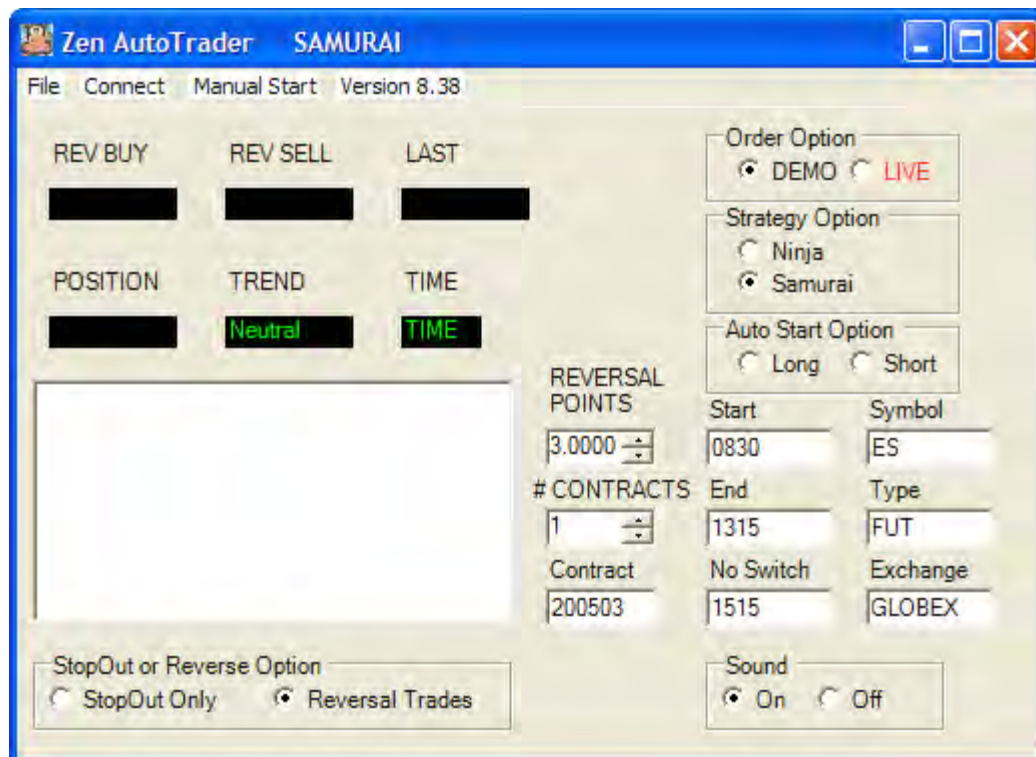 Zen AutoTrader SAMURAI
File Connect Manual Start Version 8.38
REV BUY REV SELL LAST
POSITION TREND TIME
Neutral TIME
Order Option
DEMO LIVE
Strategy Option
Ninja
Samurai
Auto Start Option
Long Short
REVERSAL
POINTS
3.0000
Start Symbol
0830 ES
# CONTRACTS End Type
1 1315 FUT
Contract No Switch Exchange
200503 1515 GLOBEX
StopOut or Reverse Option
StopOut Only Reversal Trades
Sound
On Off